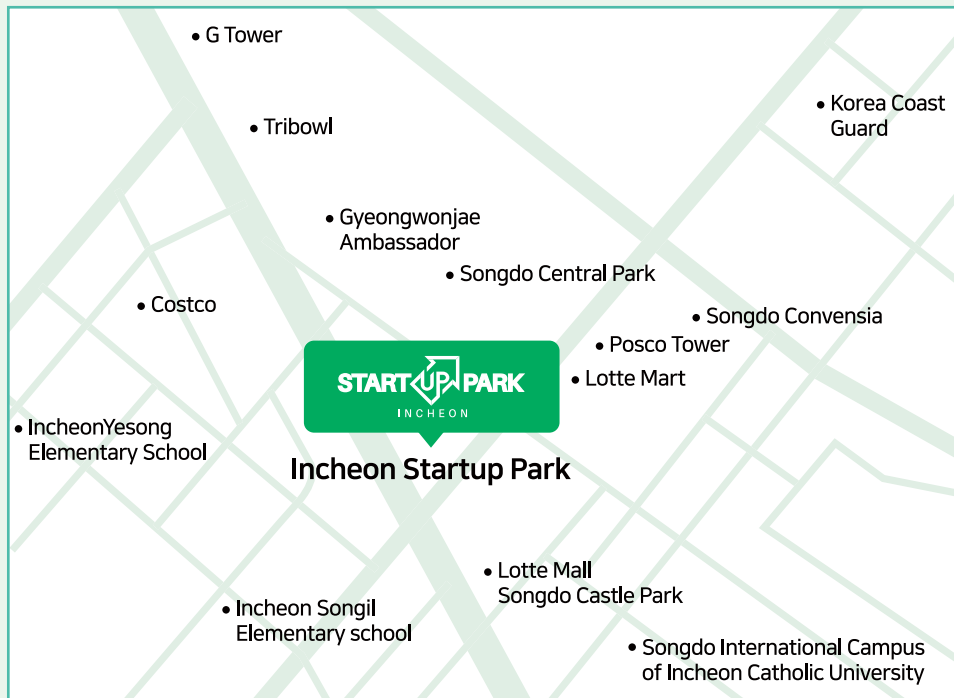 • G Tower
• Korea Coast
Guard
• Tribowl
• Gyeongwonjae
Ambassador
• Songdo Central Park
• Costco
• Songdo Convensia
• Posco Tower
• Lotte Mart
START UP PARK
INCHEON
• IncheonYesong
Elementary School
Incheon Startup Park
• Lotte Mall
Songdo Castle Park
• Incheon Songil
Elementary school
• Songdo International Campus
of Incheon Catholic University